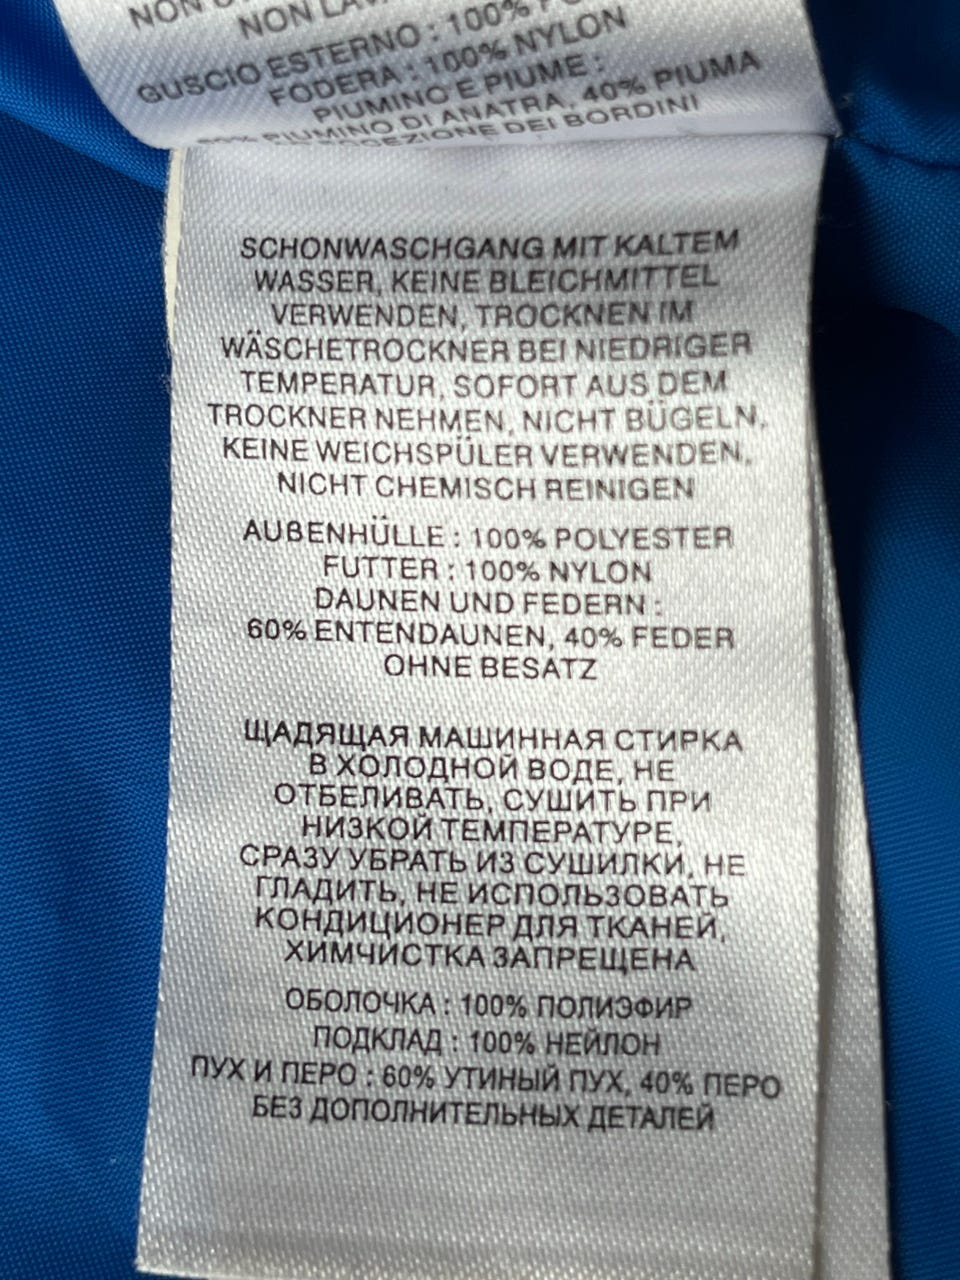 NON
NON
GUSCIO ESTERNO : 100%
FODERA : 100% NYLON
PIUMINO E PIUME :
PIUMINO DI ANATRA, 40% PIUMA
DEI BORDINI
SCHONWASCHGANG MIT KALTEM
WASSER, KEINE BLEICHMITTEL
VERWENDEN, TROCKNEN IM
WÄSCHETROCKNER BEI NIEDRIGER
TEMPERATUR, SOFORT AUS DEM
TROCKNER NEHMEN, NICHT BÜGELN,
KEINE WEICHSPÜLER VERWENDEN,
NICHT CHEMISCH REINIGEN
AUßENHÜLLE : 100% POLYESTER
FUTTER : 100% NYLON
DAUNEN UND FEDERN :
60% ENTENDAUNEN, 40% FEDER
OHNE BESATZ
ЩАДЯЩАЯ МАШИННАЯ СТИРКА
В ХОЛОДНОЙ ВОДЕ, НЕ
ОТБЕЛИВАТЬ, СУШИТЬ ПРИ
НИЗКОЙ ТЕМПЕРАТУРЕ,
СРАЗУ УБРАТЬ ИЗ СУШИЛКИ, НЕ
ГЛАДИТЬ, НЕ ИСПОЛЬЗОВАТЬ
КОНДИЦИОНЕР ДЛЯ ТКАНЕЙ,
ХИМЧИСТКА ЗАПРЕЩЕНА
ОБОЛОЧКА : 100% ПОЛИЭФИР
ПОДКЛАД : 100% НЕЙЛОН
ПУХ И ПЕРО : 60% УТИНЫЙ ПУХ, 40% ПЕРО
БЕЗ ДОПОЛНИТЕЛЬНЫХ ДЕТАЛЕЙ